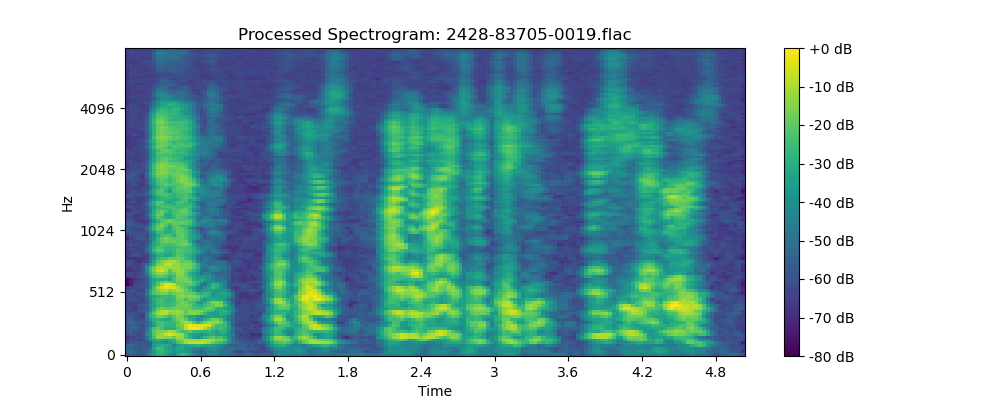 Processed Spectrogram: 2428-83705-0019.flac
Hz
4096
2048
1024
512
0
0 0.6 1.2 1.8 2.4 3 3.6 4.2 4.8
Time
+0 dB
-10 dB
-20 dB
-30 dB
-40 dB
-50 dB
-60 dB
-70 dB
-80 dB